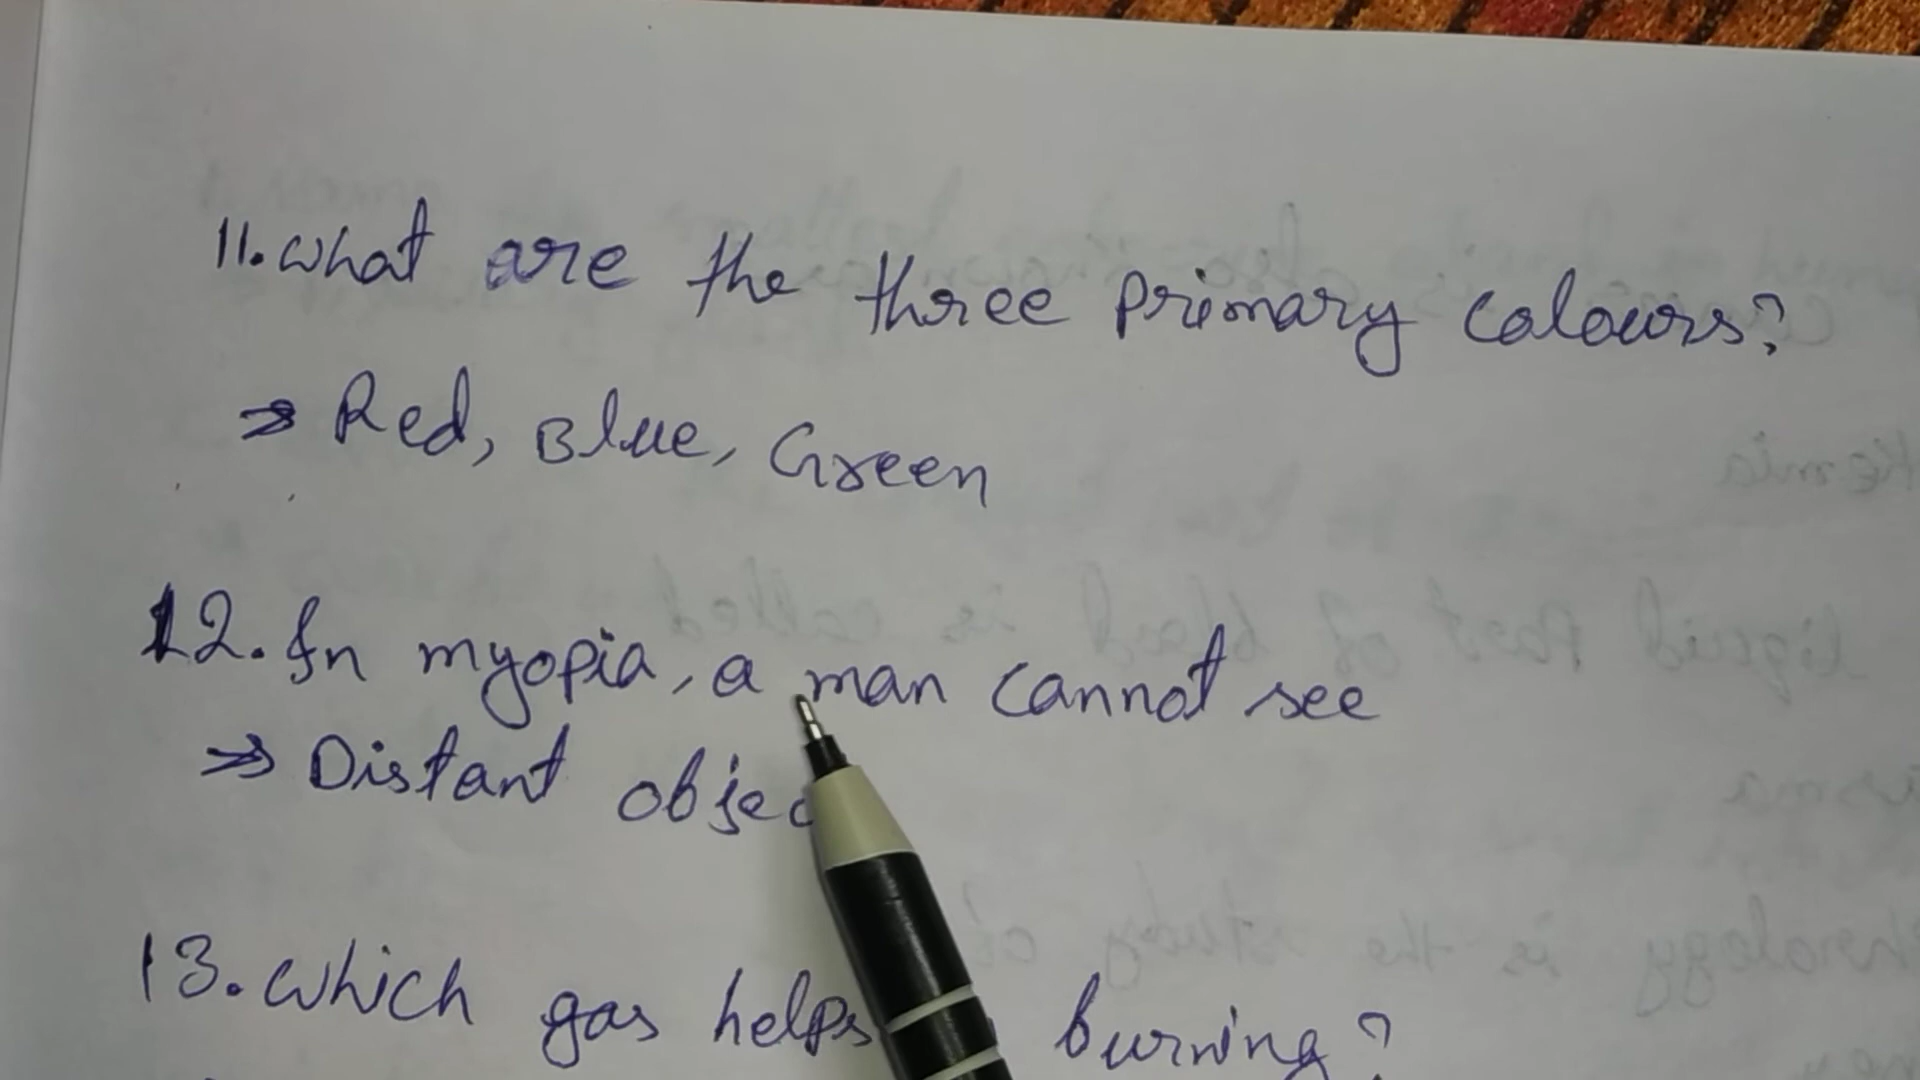 11. What are the three primary colours?
⇒ Red, Blue, Green
12. In myopia, a man cannot see
⇒ Distant objec
13. Which gas helps burning?